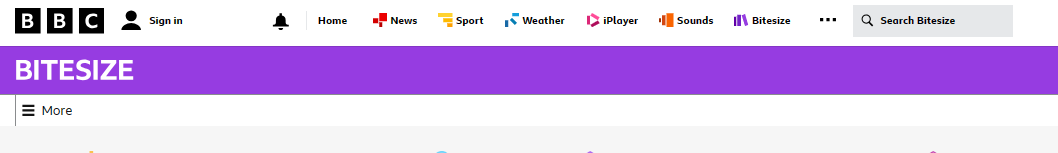 BBC Sign in Home News Sport Weather iPlayer Sounds Bitesize Search Bitesize
BITESIZE
More